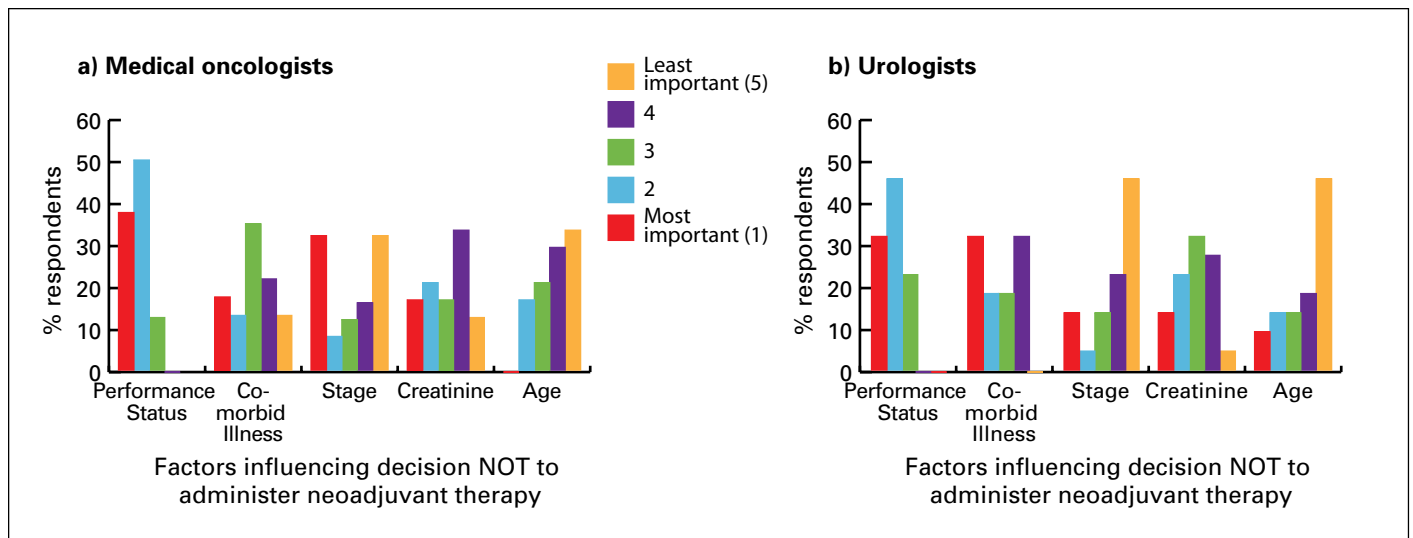 a) Medical oncologists
60
50
40
30
20
10
0
% respondents
Performance
Status
Co-
morbid
Illness
Stage
Creatinine
Age
Factors influencing decision NOT to
administer neoadjuvant therapy
Least
important (5)
4
3
2
Most
important (1)
b) Urologists
60
50
40
30
20
10
0
% respondents
Performance
Status
Co-
morbid
Illness
Stage
Creatinine
Age
Factors influencing decision NOT to
administer neoadjuvant therapy